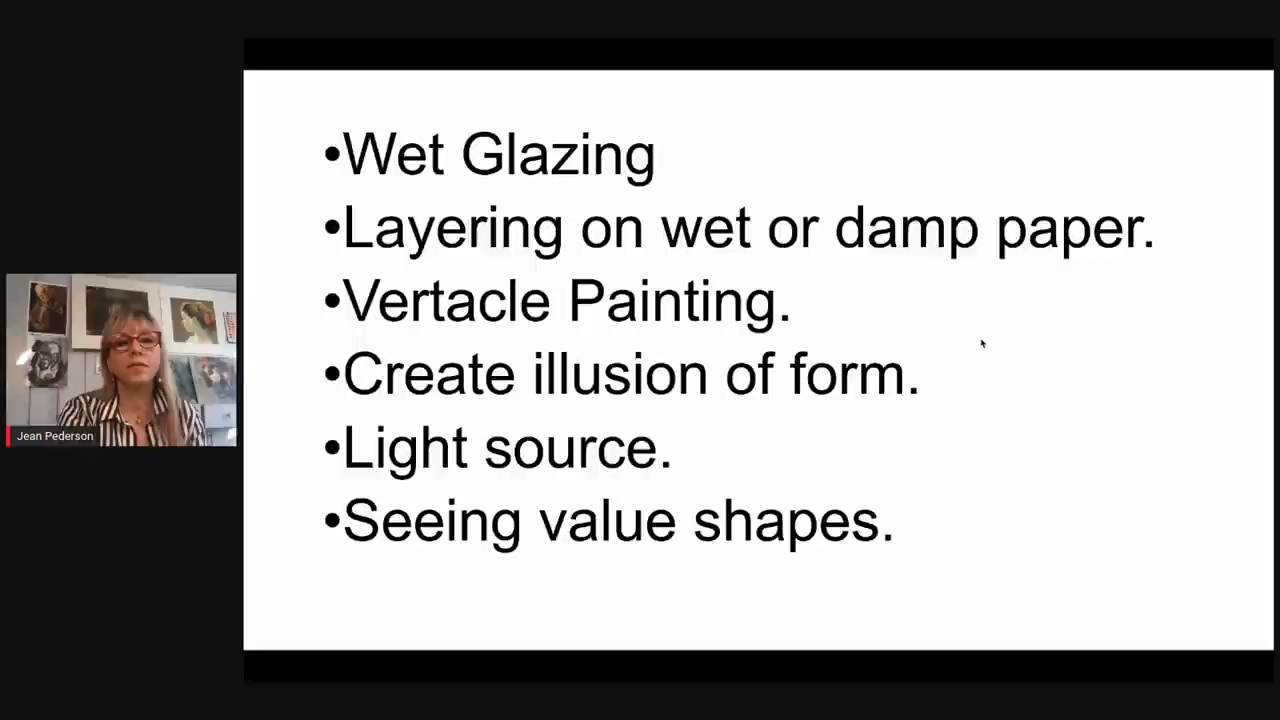 •Wet Glazing
•Layering on wet or damp paper.
•Vertacle Painting.
•Create illusion of form.
•Light source.
•Seeing value shapes.
Jean Pederson